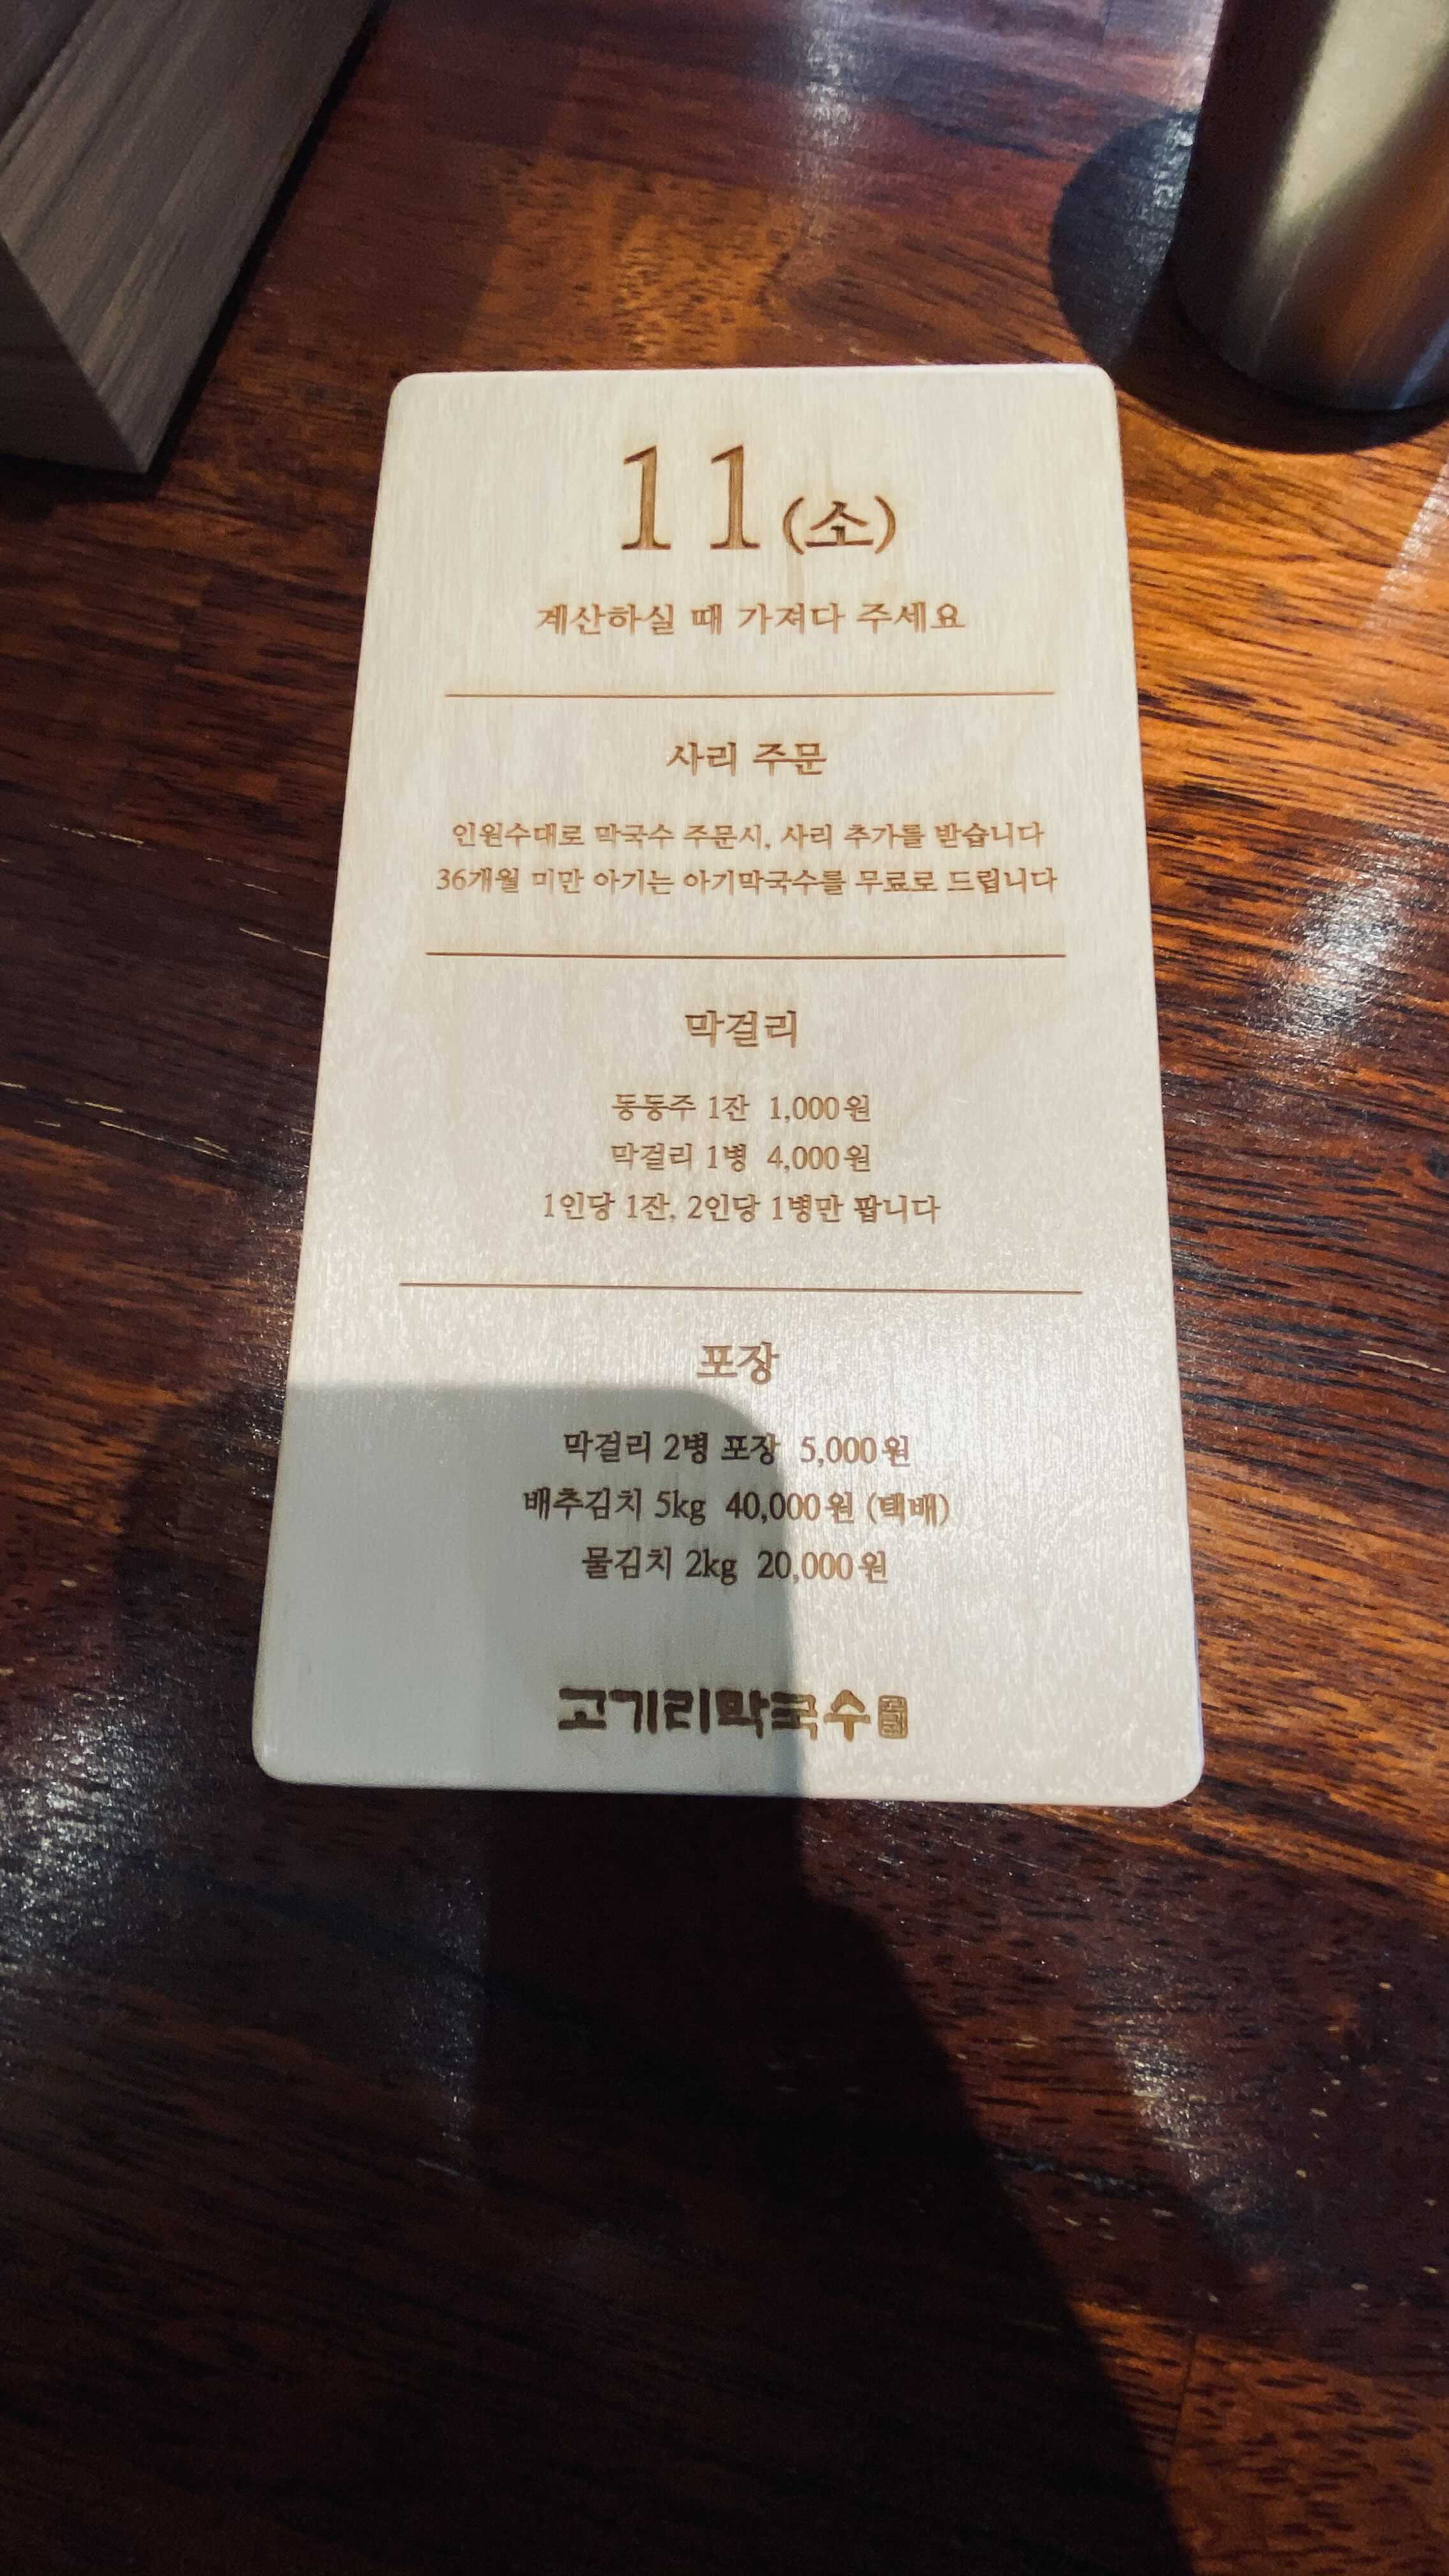 11(소)
계산하실 때 가져다 주세요
사리 주문
인원수대로 막국수 주문시, 사리 추가를 받습니다
36개월 미만 아기는 아기막국수를 무료로 드립니다
막걸리
동동주 1잔 1,000원
막걸리 1병 4,000원
1인당 1잔, 2인당 1병만 팝니다
포장
막걸리 2병 포장 5,000원
배추김치 5kg 40,000원 (택배)
물김치 2kg 20,000원
고기리막국수